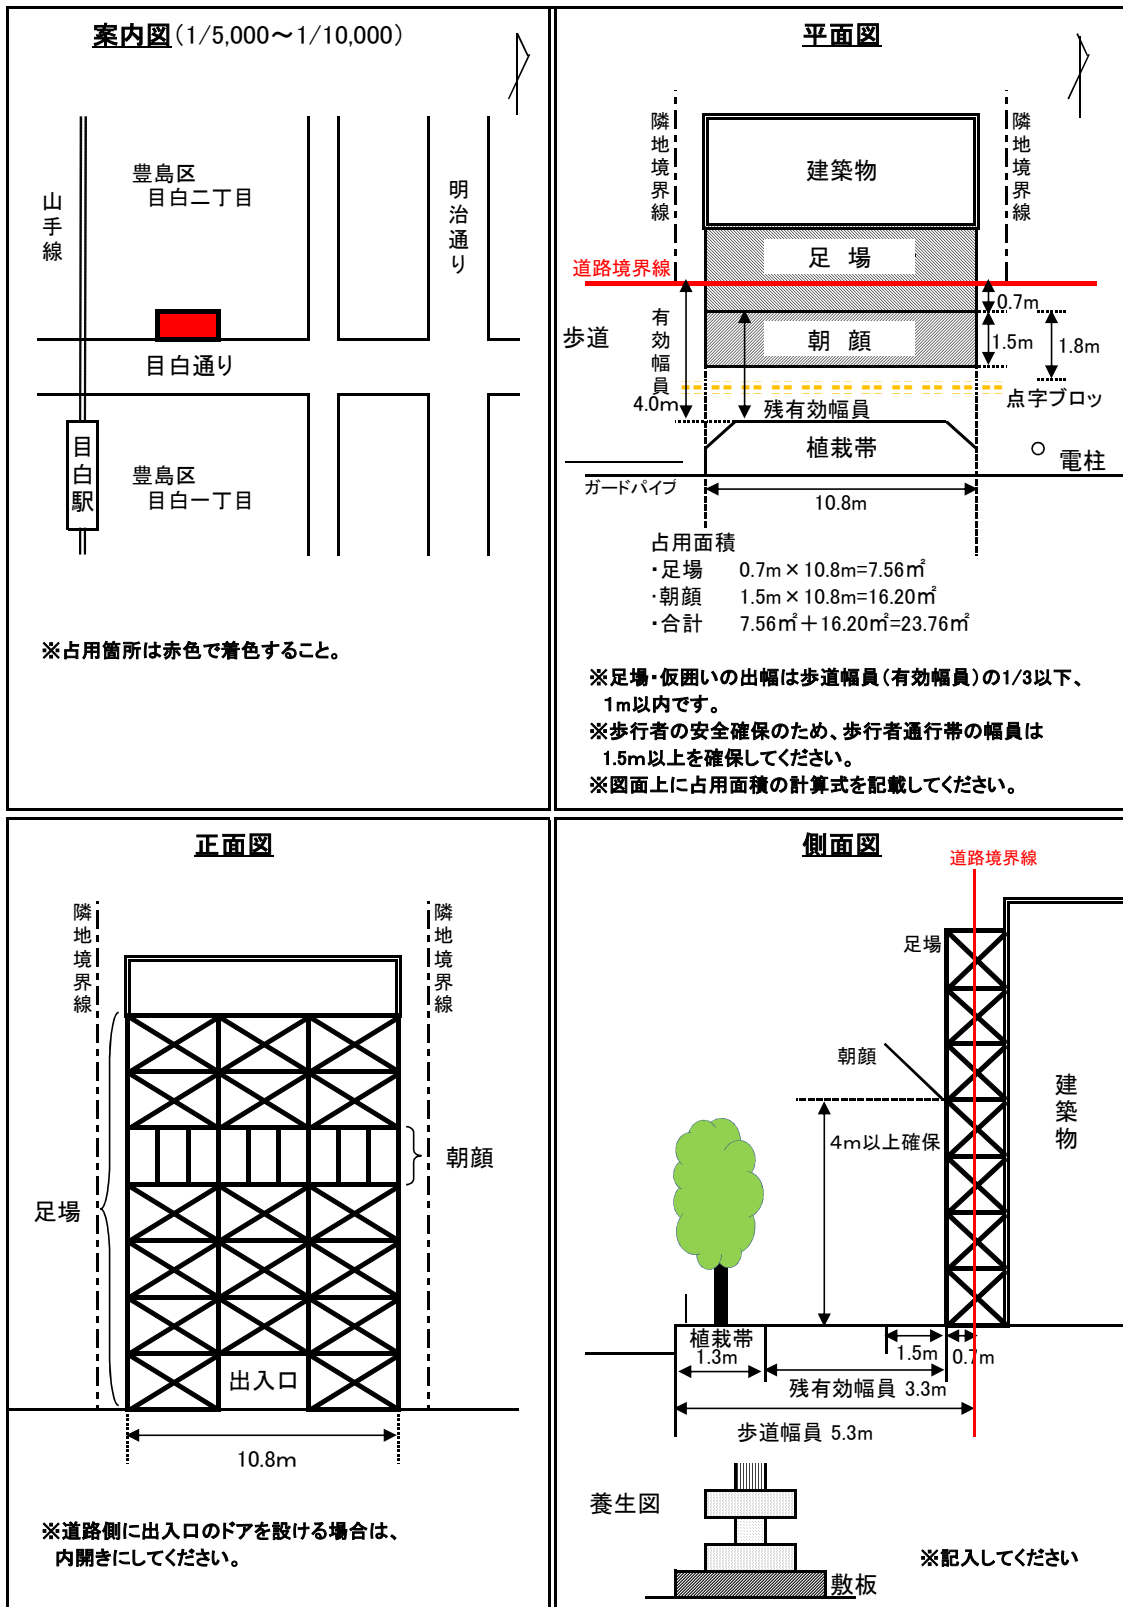 案内図(1/5,000～1/10,000)
豊島区
目白二丁目
山手線
明治通り
目白通り
目白駅
豊島区
目白一丁目
※占用箇所は赤色で着色すること。
平面図
隣地境界線
隣地境界線
建築物
足 場
道路境界線
0.7m
歩道
有効幅員
4.0m
朝 顔
1.5m
1.8m
点字ブロッ
残有効幅員
植栽帯
電柱
ガードパイプ
10.8m
占用面積
・足場 0.7m×10.8m=7.56㎡
・朝顔 1.5m×10.8m=16.20㎡
・合計 7.56㎡＋16.20㎡=23.76㎡
※足場・仮囲いの出幅は歩道幅員(有効幅員)の1/3以下、
1m以内です。
※歩行者の安全確保のため、歩行者通行帯の幅員は
1.5m以上を確保してください。
※図面上に占用面積の計算式を記載してください。
正面図
隣地境界線
隣地境界線
朝顔
足場
出入口
10.8m
※道路側に出入口のドアを設ける場合は、
内開きにしてください。
側面図
道路境界線
足場
朝顔
建築物
4m以上確保
植栽帯
1.3m
1.5m
0.7m
残有効幅員 3.3m
歩道幅員 5.3m
養生図
※記入してください
敷板